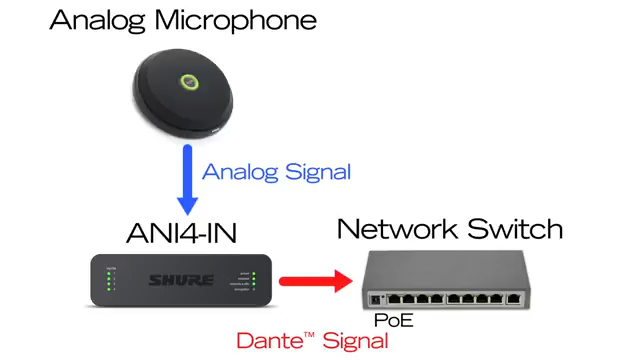 Analog Microphone
Analog Signal
ANI4-IN
Network Switch
SHURE
PoE
Dante™ Signal